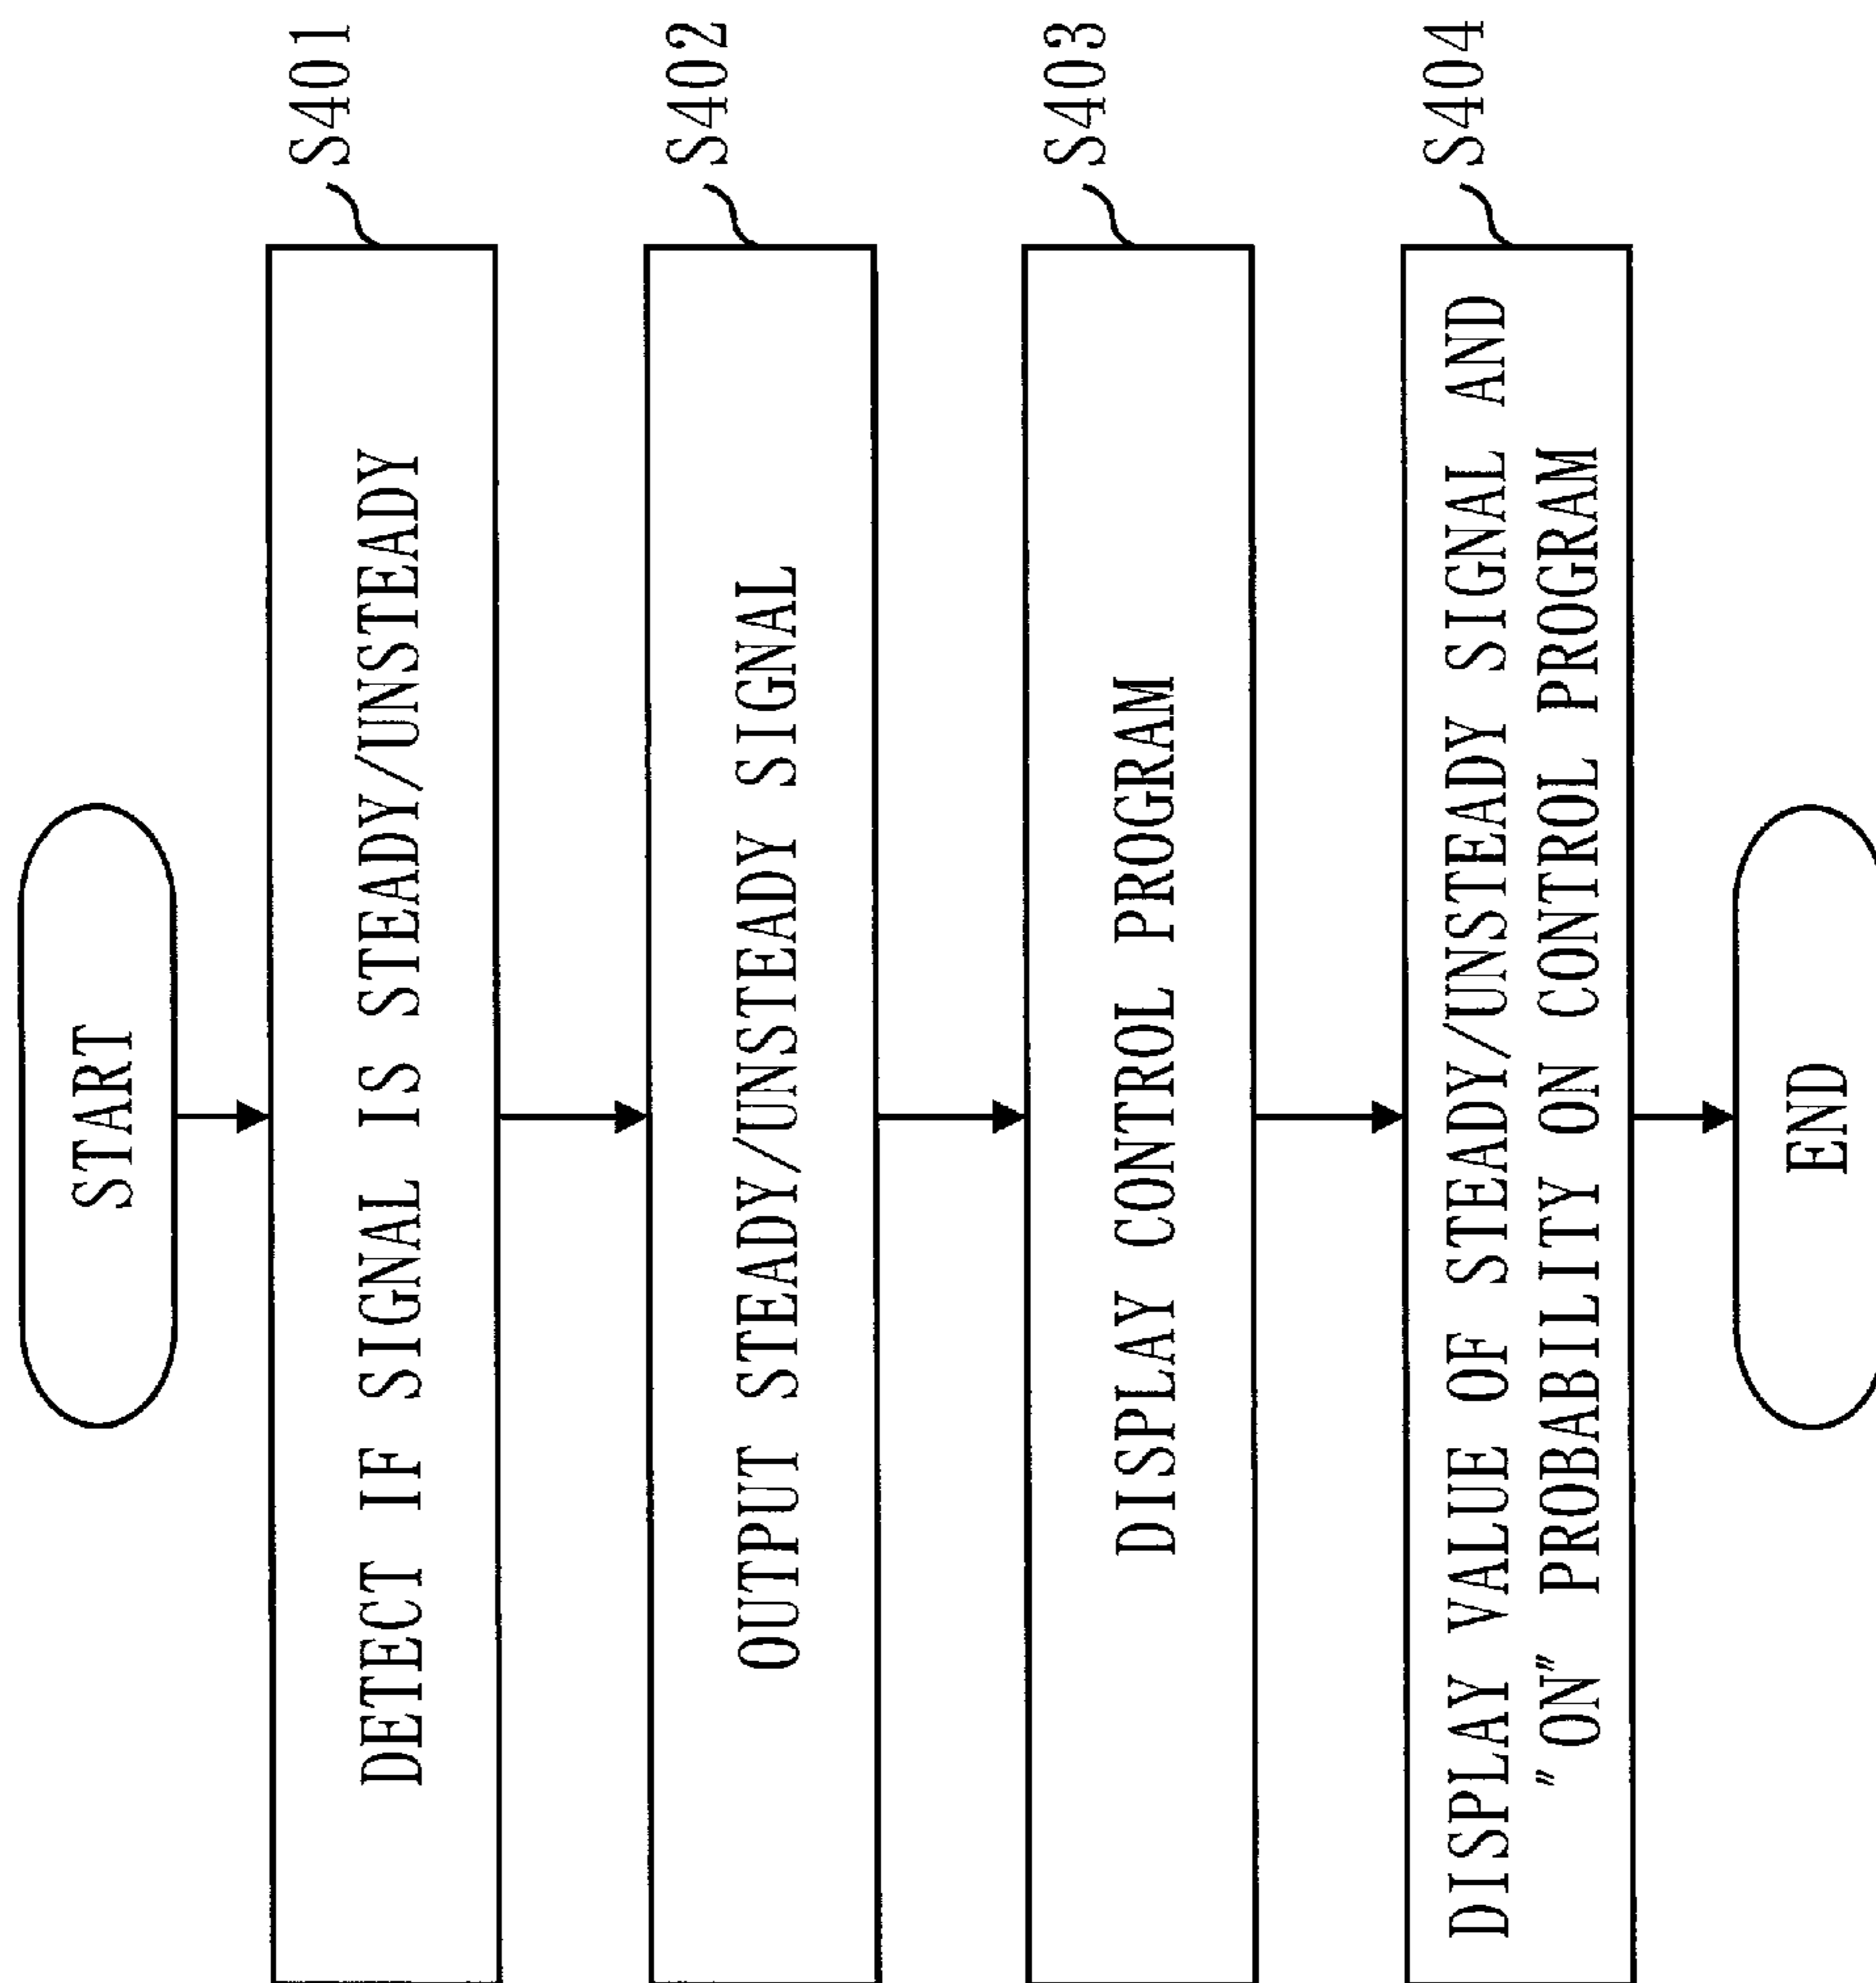 START
DETECT IF SIGNAL IS STEADY/UNSTEADY
S401
OUTPUT STEADY/UNSTEADY SIGNAL
S402
DISPLAY CONTROL PROGRAM
S403
DISPLAY VALUE OF STEADY/UNSTEADY SIGNAL AND
"ON" PROBABILITY ON CONTROL PROGRAM
S404
END